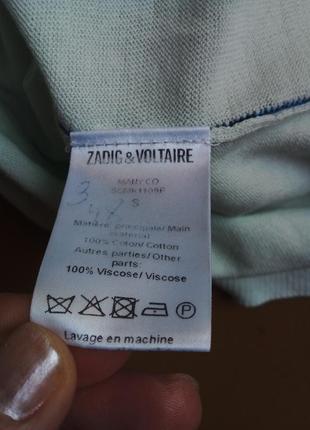 ZADIG & VOLTAIRE
MANYCO
S
Matière principale/ Main
material
100% Coton/ Cotton
Autres parties/ Other
parts:
100% Viscose/ Viscose
P
Lavage en machine